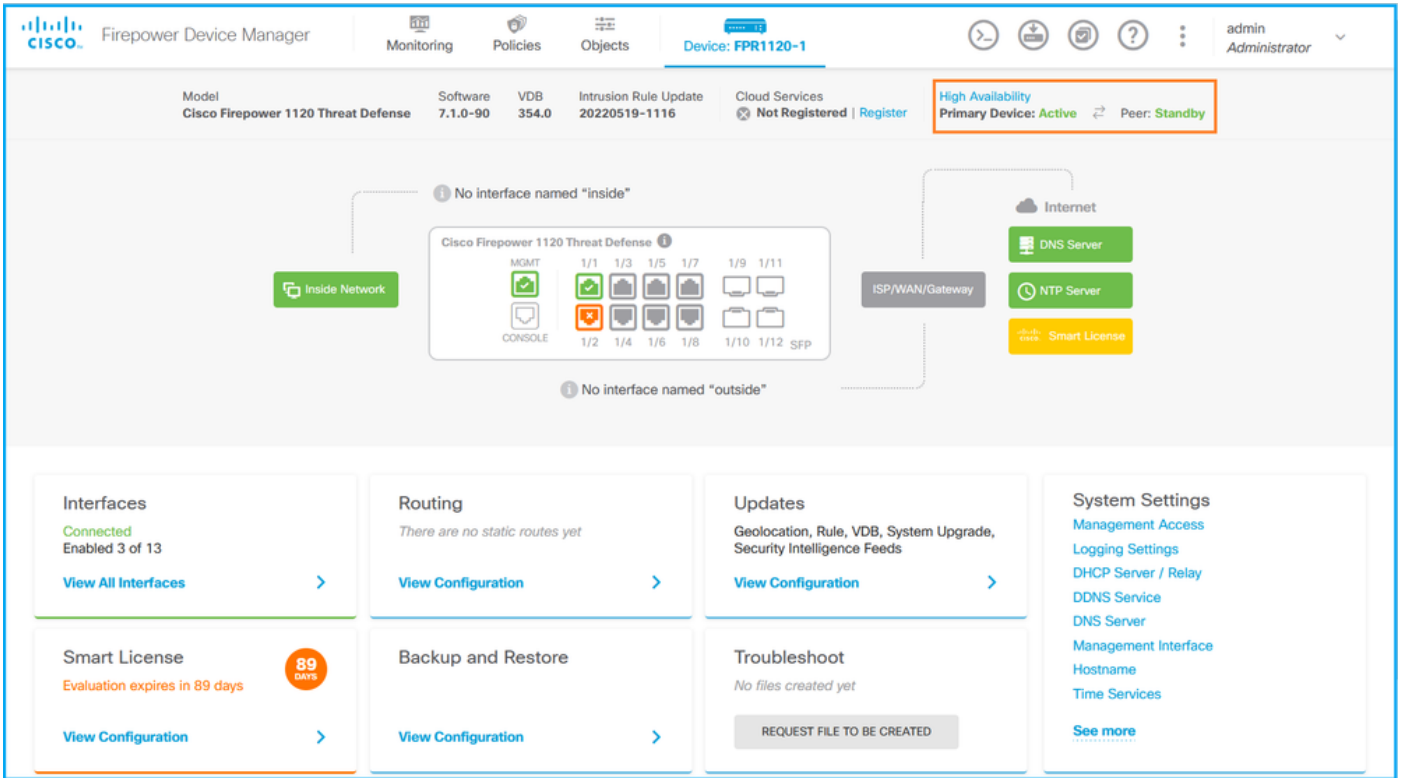 CISCO
Firepower Device Manager
Monitoring
Policies
Objects
Device: FPR1120-1
admin
Administrator
Model
Cisco Firepower 1120 Threat Defense
Software
7.1.0-90
VDB
354.0
Intrusion Rule Update
20220519-1116
Cloud Services
Not Registered | Register
High Availability
Primary Device: Active Peer: Standby
No interface named "inside"
Internet
Cisco Firepower 1120 Threat Defense
DNS Server
MGMT 1/1 1/3 1/5 1/7 1/9 1/11
Inside Network
ISP/WAN/Gateway
NTP Server
CONSOLE 1/2 1/4 1/6 1/8 1/10 1/12 SFP
Smart License
No interface named "outside"
Interfaces
Connected
Enabled 3 of 13
View All Interfaces
Routing
There are no static routes yet
View Configuration
Updates
Geolocation, Rule, VDB, System Upgrade,
Security Intelligence Feeds
View Configuration
System Settings
Management Access
Logging Settings
DHCP Server / Relay
DDNS Service
DNS Server
Management Interface
Hostname
Time Services
See more
Smart License
89
DAYS
Evaluation expires in 89 days
View Configuration
Backup and Restore
View Configuration
Troubleshoot
No files created yet
REQUEST FILE TO BE CREATED